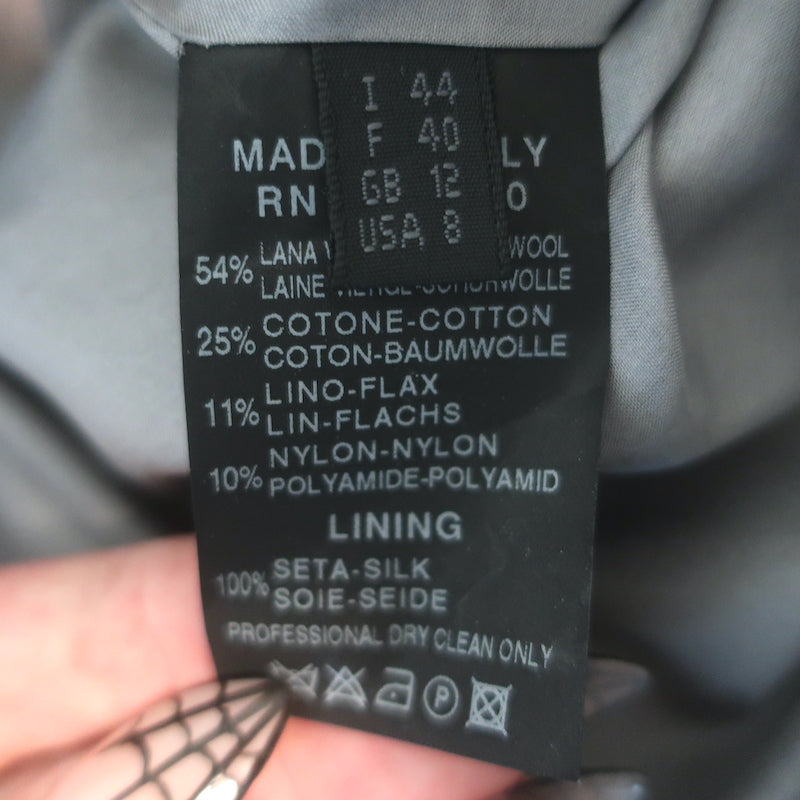 I 44
F 40
GB 12
USA 8
MAD LY
RN 0
54% LANA WOOL
LAINE
25% COTONE-COTTON
COTON-BAUMWOLLE
11% LINO-FLAX
LIN-FLACHS
10% NYLON-NYLON
POLYAMIDE-POLYAMID
LINING
100% SETA-SILK
SOIE-SEIDE
PROFESSIONAL DRY CLEAN ONLY
P